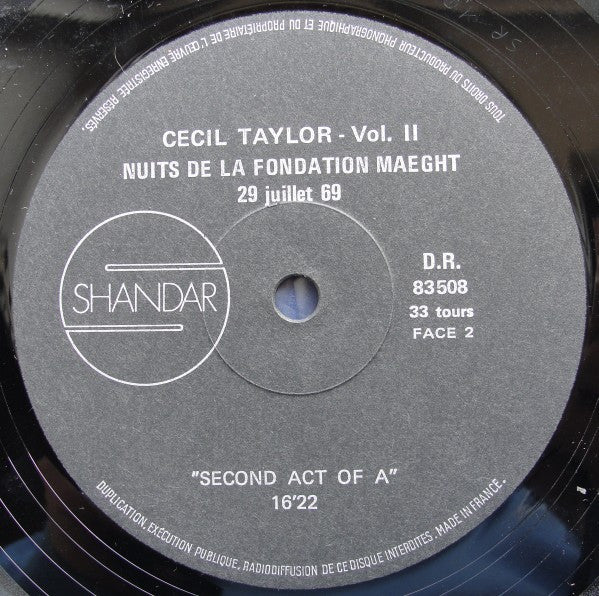 TOUS DROITS DU PRODUCTEUR PHONOGRAPHIQUE ET DU PROPRIÉTAIRE DE L'ŒUVRE ENREGISTRÉE RÉSERVÉS.
CECIL TAYLOR - Vol. II
NUITS DE LA FONDATION MAEGHT
29 juillet 69
SHANDAR
D.R.
83508
33 tours
FACE 2
"SECOND ACT OF A"
16'22
DUPLICATION, EXÉCUTION PUBLIQUE, RADIODIFFUSION DE CE DISQUE INTERDITES. MADE IN FRANCE.